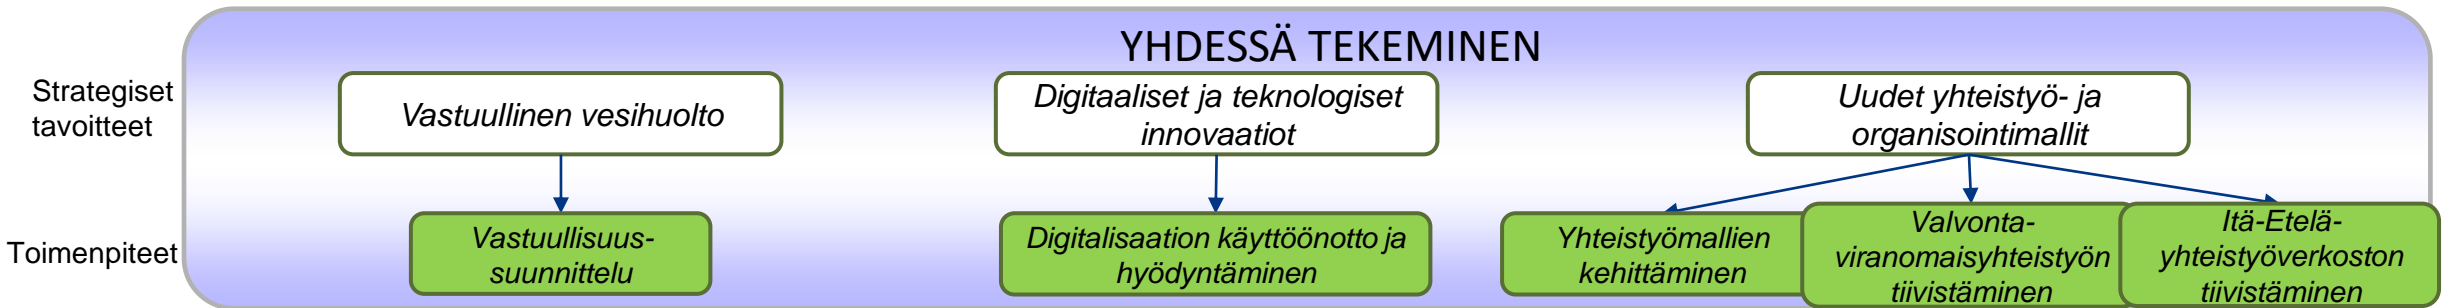 YHDESSÄ TEKEMINEN
Strategiset
tavoitteet
Vastuullinen vesihuolto
Digitaaliset ja teknologiset
innovaatiot
Uudet yhteistyö- ja
organisointimallit
Toimenpiteet
Vastuullisuus-
suunnittelu
Digitalisaation käyttöönotto ja
hyödyntäminen
Yhteistyömallien
kehittäminen
Valvonta-
viranomaisyhteistyön
tiivistäminen
Itä-Etelä-
yhteistyöverkoston
tiivistäminen